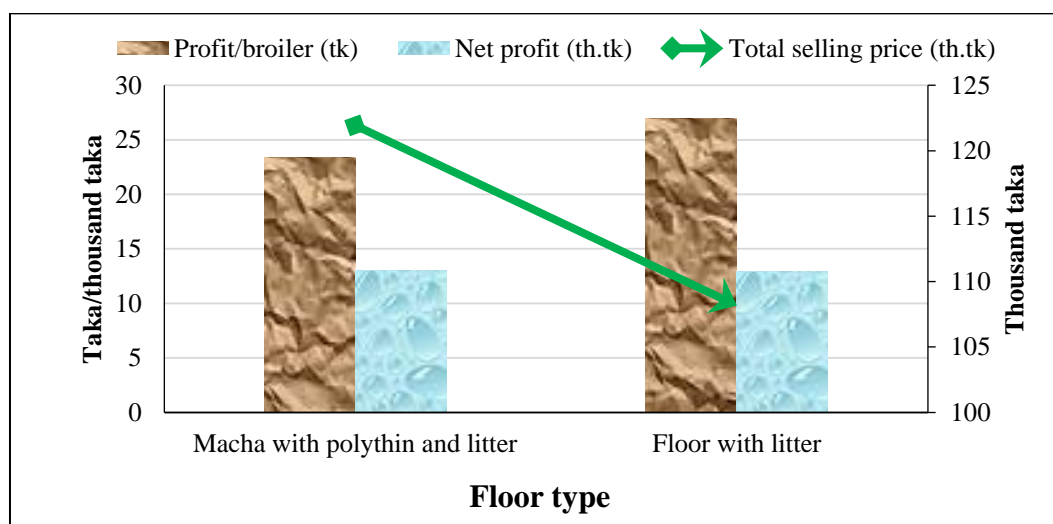 Profit/broiler (tk) Net profit (th.tk) Total selling price (th.tk)
Taka/thousand taka
30
25
20
15
10
5
0
125
120
115
110
105
100
Thousand taka
Macha with polythin and litter Floor with litter
Floor type